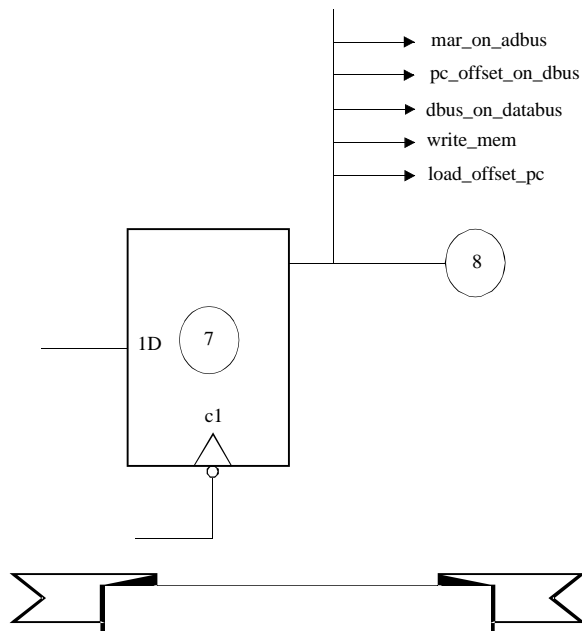 mar_on_adbus
pc_offset_on_dbus
dbus_on_databus
write_mem
load_offset_pc
8
1D
7
c1